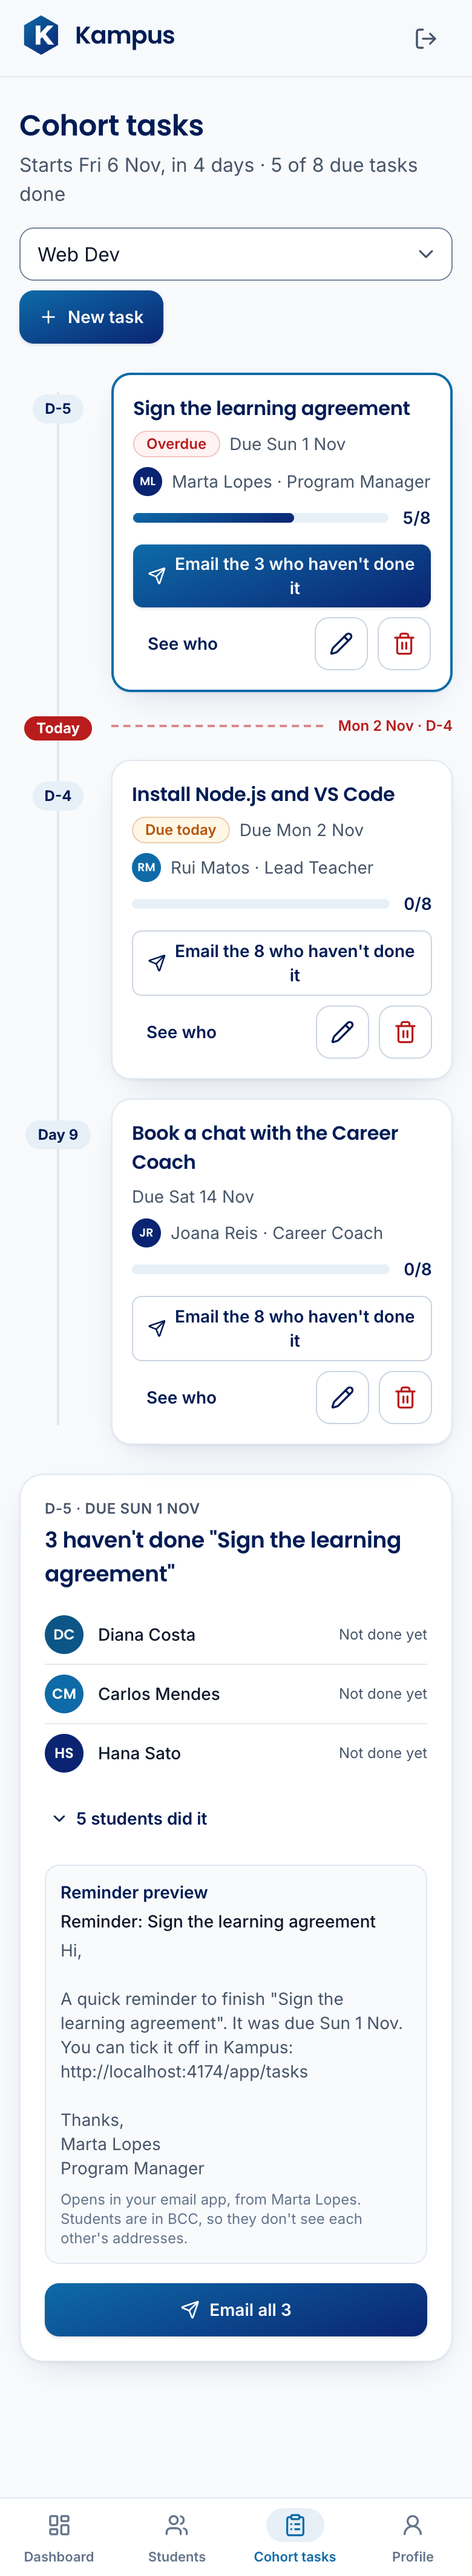 Kampus
Cohort tasks
Starts Fri 6 Nov, in 4 days · 5 of 8 due tasks
done
Web Dev
New task
D-5
Sign the learning agreement
Overdue Due Sun 1 Nov
ML Marta Lopes · Program Manager
5/8
Email the 3 who haven't done
it
See who
Today
Mon 2 Nov · D-4
D-4
Install Node.js and VS Code
Due today Due Mon 2 Nov
RM Rui Matos · Lead Teacher
0/8
Email the 8 who haven't done
it
See who
Day 9
Book a chat with the Career
Coach
Due Sat 14 Nov
JR Joana Reis · Career Coach
0/8
Email the 8 who haven't done
it
See who
D-5 · DUE SUN 1 NOV
3 haven't done "Sign the learning
agreement"
DC Diana Costa Not done yet
CM Carlos Mendes Not done yet
HS Hana Sato Not done yet
5 students did it
Reminder preview
Reminder: Sign the learning agreement
Hi,
A quick reminder to finish "Sign the
learning agreement". It was due Sun 1 Nov.
You can tick it off in Kampus:
http://localhost:4174/app/tasks
Thanks,
Marta Lopes
Program Manager
Opens in your email app, from Marta Lopes.
Students are in BCC, so they don't see each
other's addresses.
Email all 3
Dashboard Students Cohort tasks Profile